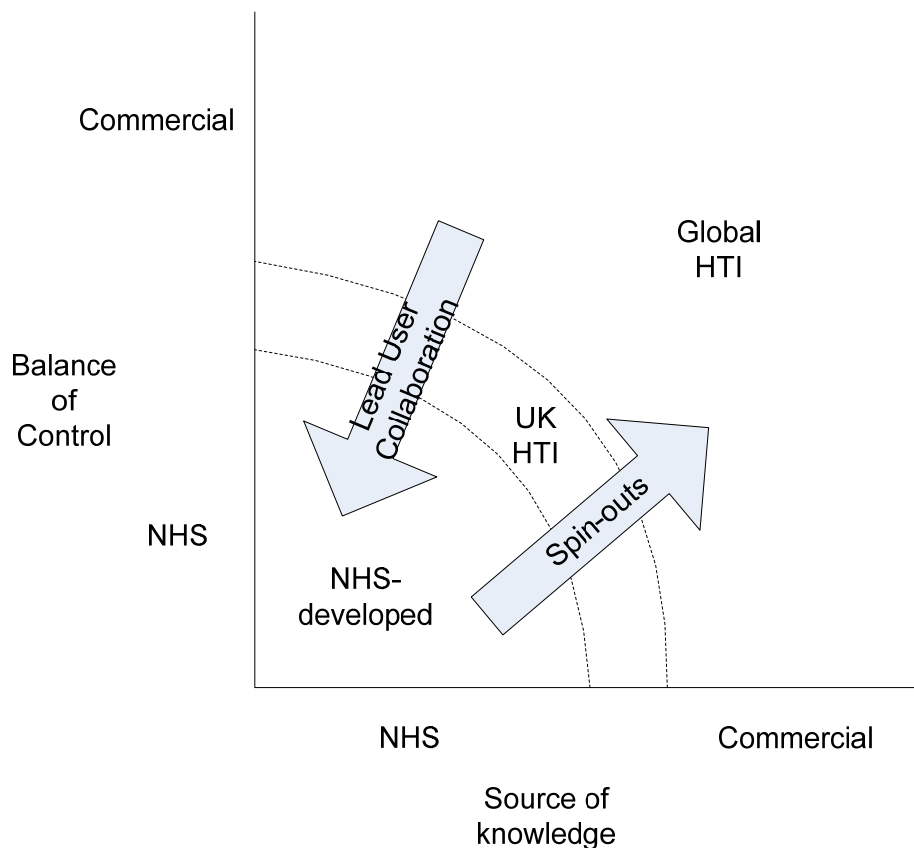 Commercial
Global
HTI
Lead User
Collaboration
Balance
of
Control
UK
HTI
Spin-outs
NHS
NHS-
developed
NHS
Commercial
Source of
knowledge